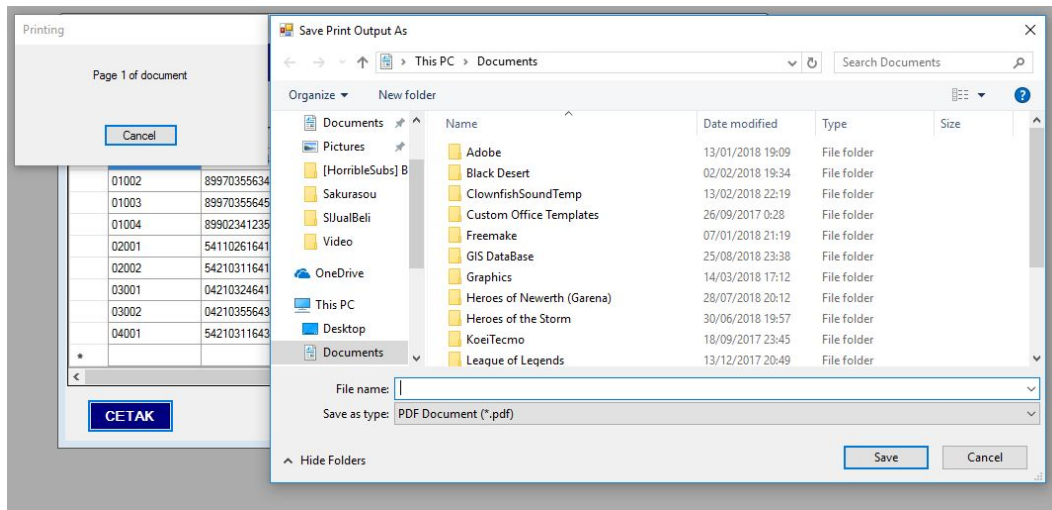 Printing
Page 1 of document
Cancel
Save Print Output As
This PC › Documents
Search Documents
Organize
New folder
Documents
Pictures
[HorribleSubs] B
Sakurasou
SIJualBeli
Video
OneDrive
This PC
Desktop
Documents
Name Date modified Type Size
Adobe 13/01/2018 19:09 File folder
Black Desert 02/02/2018 19:34 File folder
ClownfishSoundTemp 13/02/2018 22:19 File folder
Custom Office Templates 26/09/2017 0:28 File folder
Freemake 07/01/2018 21:19 File folder
GIS DataBase 25/08/2018 23:38 File folder
Graphics 14/03/2018 17:12 File folder
Heroes of Newerth (Garena) 28/07/2018 20:12 File folder
Heroes of the Storm 30/06/2018 19:57 File folder
KoeiTecmo 18/09/2017 23:45 File folder
League of Legends 13/12/2017 20:49 File folder
File name:
Save as type: PDF Document (*.pdf)
Hide Folders
Save
Cancel
01002 89970355634
01003 89970355645
01004 89902341235
02001 54110261641
02002 54210311641
03001 04210324641
03002 04210355643
04001 54210311643
CETAK